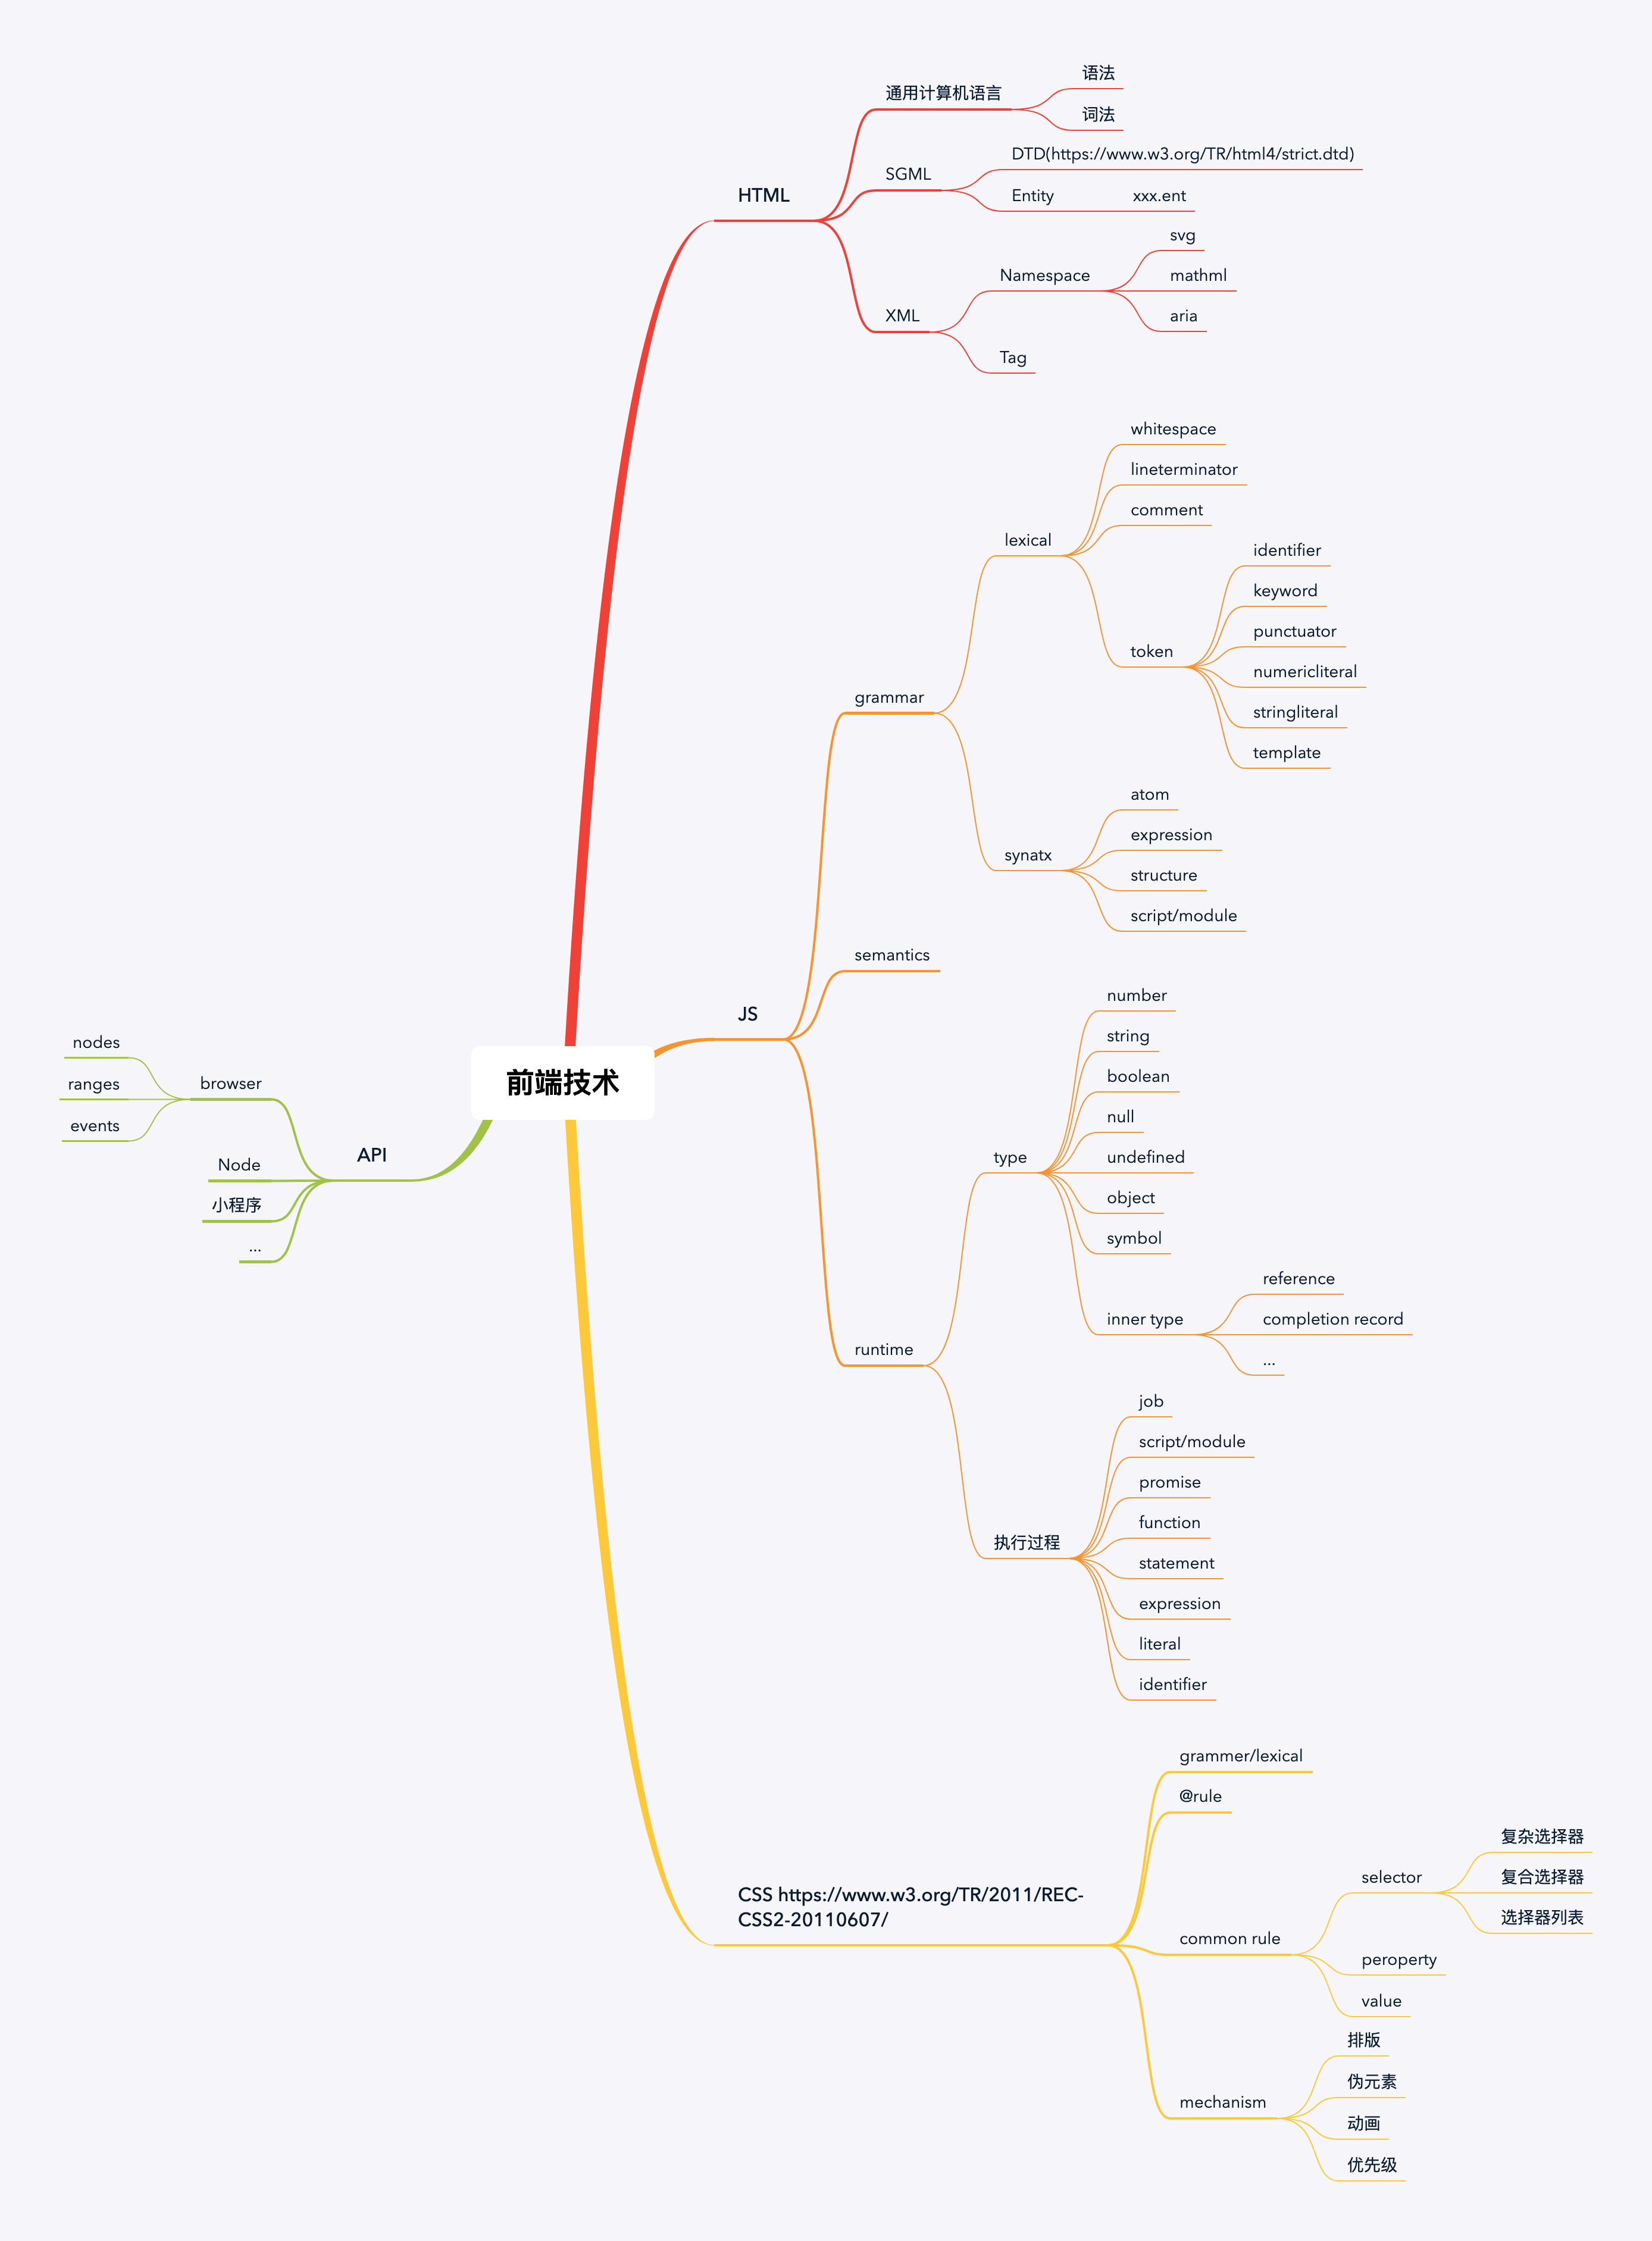 前端技术
HTML
通用计算机语言
语法
词法
SGML
DTD(https://www.w3.org/TR/html4/strict.dtd)
Entity
xxx.ent
XML
Namespace
svg
mathml
aria
Tag
JS
grammar
lexical
whitespace
lineterminator
comment
token
identifier
keyword
punctuator
numericliteral
stringliteral
template
synatx
atom
expression
structure
script/module
semantics
runtime
type
number
string
boolean
null
undefined
object
symbol
inner type
reference
completion record
...
执行过程
job
script/module
promise
function
statement
expression
literal
identifier
CSS https://www.w3.org/TR/2011/REC-
CSS2-20110607/
grammer/lexical
@rule
common rule
selector
复杂选择器
复合选择器
选择器列表
peroperty
value
mechanism
排版
伪元素
动画
优先级
API
browser
nodes
ranges
events
Node
小程序
...